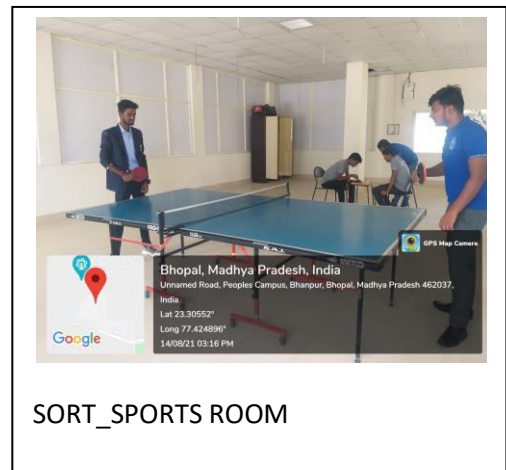 GPS Map Camera
Bhopal, Madhya Pradesh, India
Unnamed Road, Peoples Campus, Bhanpur, Bhopal, Madhya Pradesh 462037,
India
Lat 23.30552°
Long 77.424896°
14/08/21 03:16 PM
Google
SORT_SPORTS ROOM